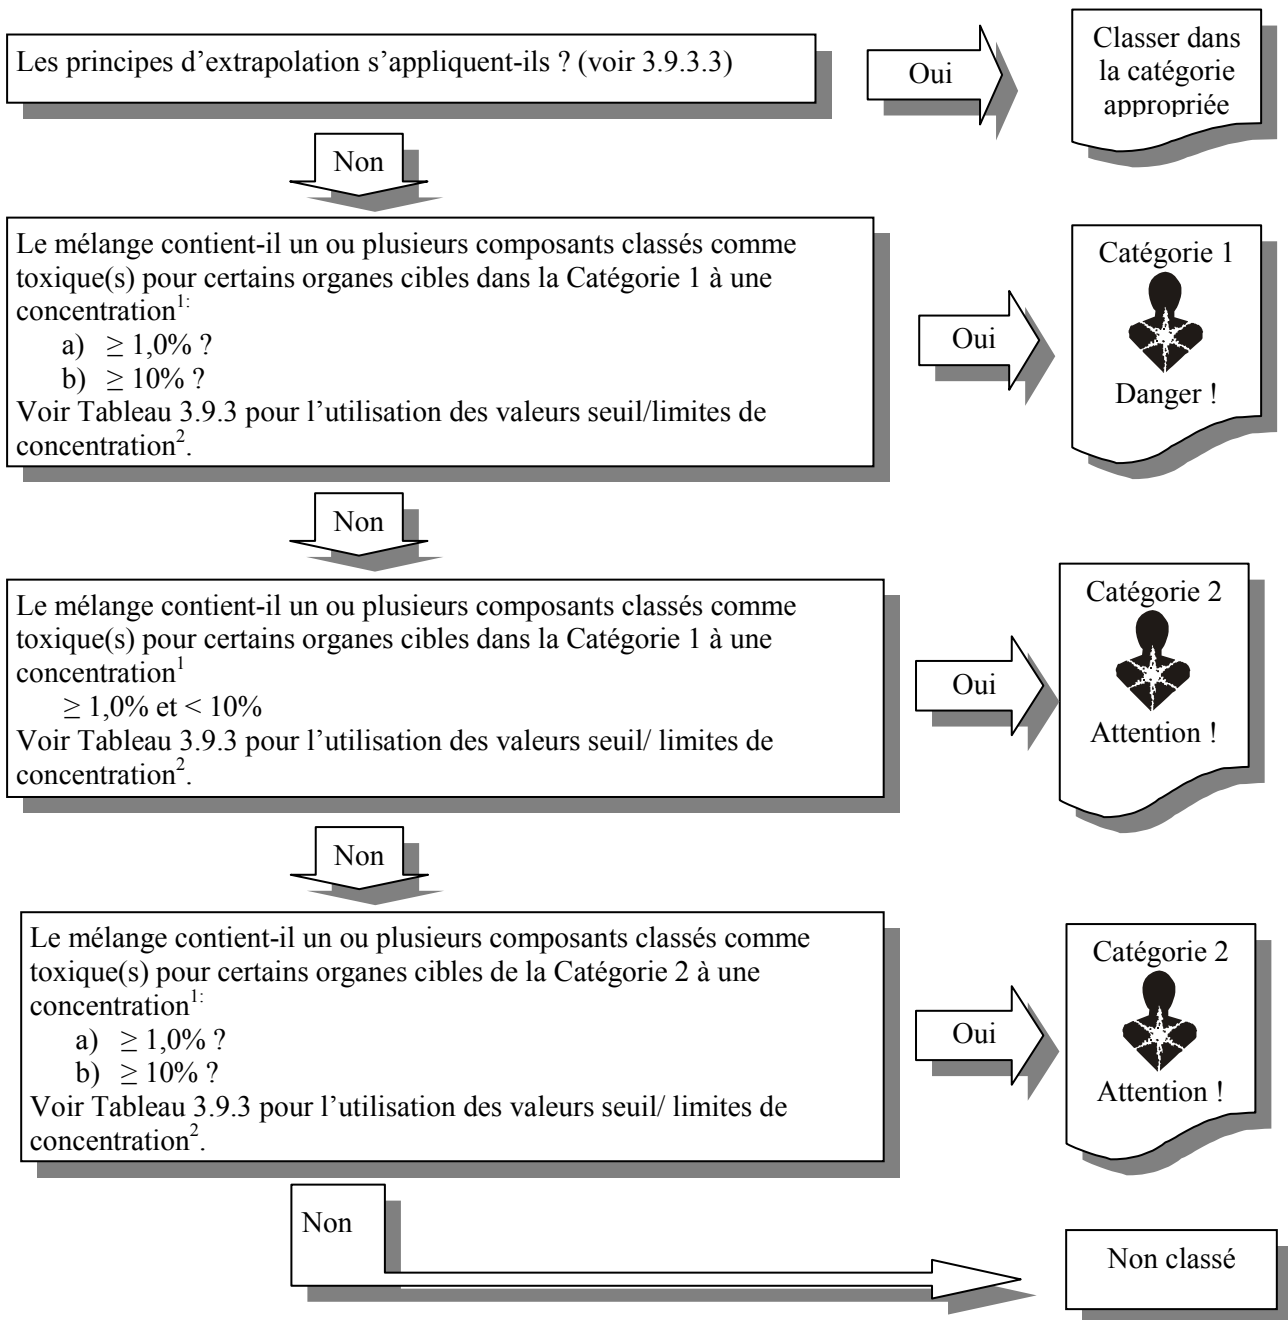 Les principes d'extrapolation s'appliquent-ils ? (voir 3.9.3.3)
Oui
Classer dans
la catégorie
appropriée
Non
Le mélange contient-il un ou plusieurs composants classés comme
toxique(s) pour certains organes cibles dans la Catégorie 1 à une
concentration¹:
a) ≥ 1,0% ?
b) ≥ 10% ?
Voir Tableau 3.9.3 pour l'utilisation des valeurs seuil/limites de
concentration².
Oui
Catégorie 1
Danger !
Non
Le mélange contient-il un ou plusieurs composants classés comme
toxique(s) pour certains organes cibles dans la Catégorie 1 à une
concentration¹
≥ 1,0% et < 10%
Voir Tableau 3.9.3 pour l'utilisation des valeurs seuil/ limites de
concentration².
Oui
Catégorie 2
Attention !
Non
Le mélange contient-il un ou plusieurs composants classés comme
toxique(s) pour certains organes cibles de la Catégorie 2 à une
concentration¹:
a) ≥ 1,0% ?
b) ≥ 10% ?
Voir Tableau 3.9.3 pour l'utilisation des valeurs seuil/ limites de
concentration².
Oui
Catégorie 2
Attention !
Non
Non classé